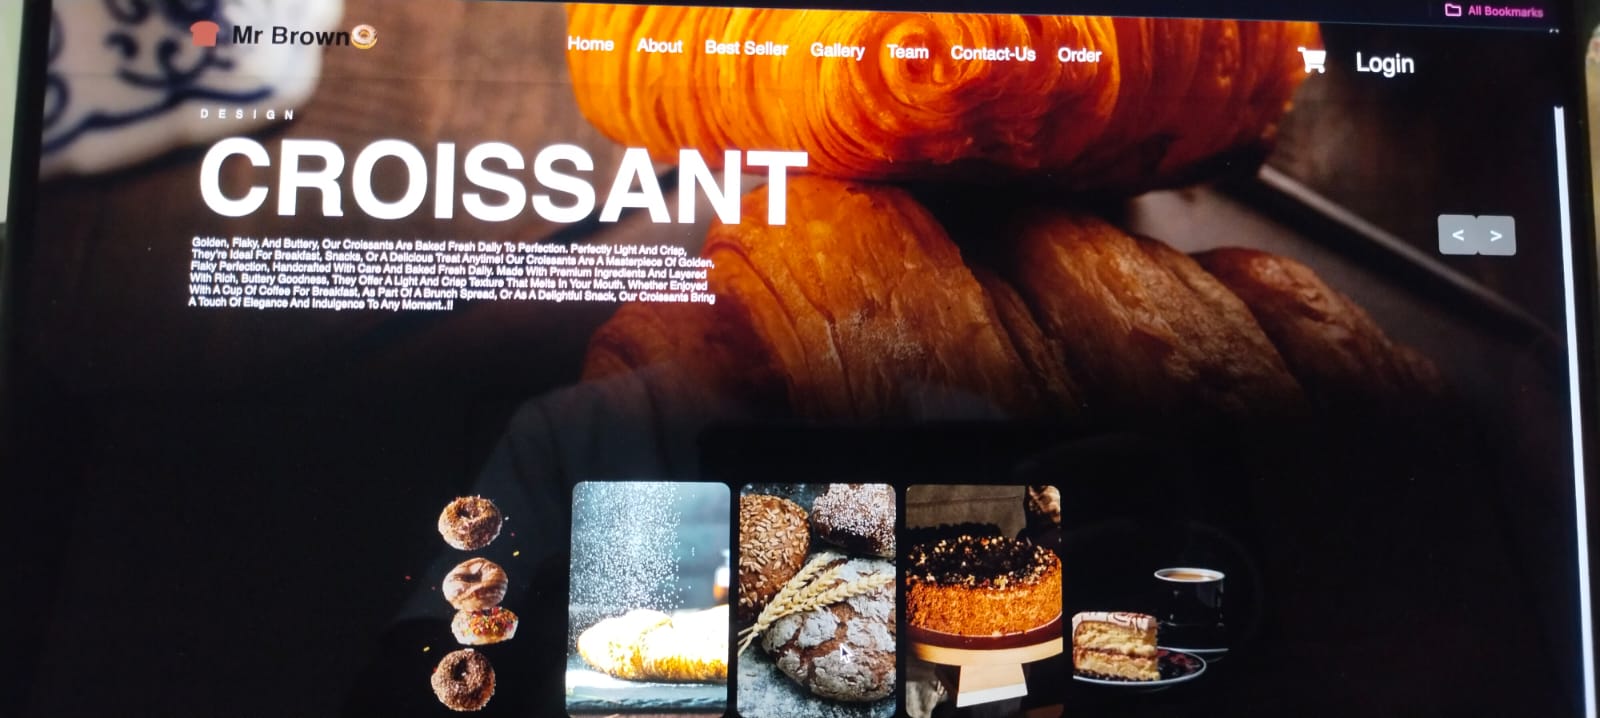 All Bookmarks
Mr Brown
Home About Best Seller Gallery Team Contact-Us Order
Login
DESIGN
CROISSANT
Golden, Flaky, And Buttery, Our Croissants Are Baked Fresh Daily To Perfection. Perfectly Light And Crisp,
They're Ideal For Breakfast, Snacks, Or A Delicious Treat Anytime! Our Croissants Are A Masterpiece Of Golden,
Flaky Perfection, Handcrafted With Care And Baked Fresh Daily. Made With Premium Ingredients And Layered
With Rich, Buttery Goodness, They Offer A Light And Crisp Texture That Melts In Your Mouth. Whether Enjoyed
With A Cup Of Coffee For Breakfast, As Part Of A Brunch Spread, Or As A Delightful Snack, Our Croissants Bring
A Touch Of Elegance And Indulgence To Any Moment..!!
< >